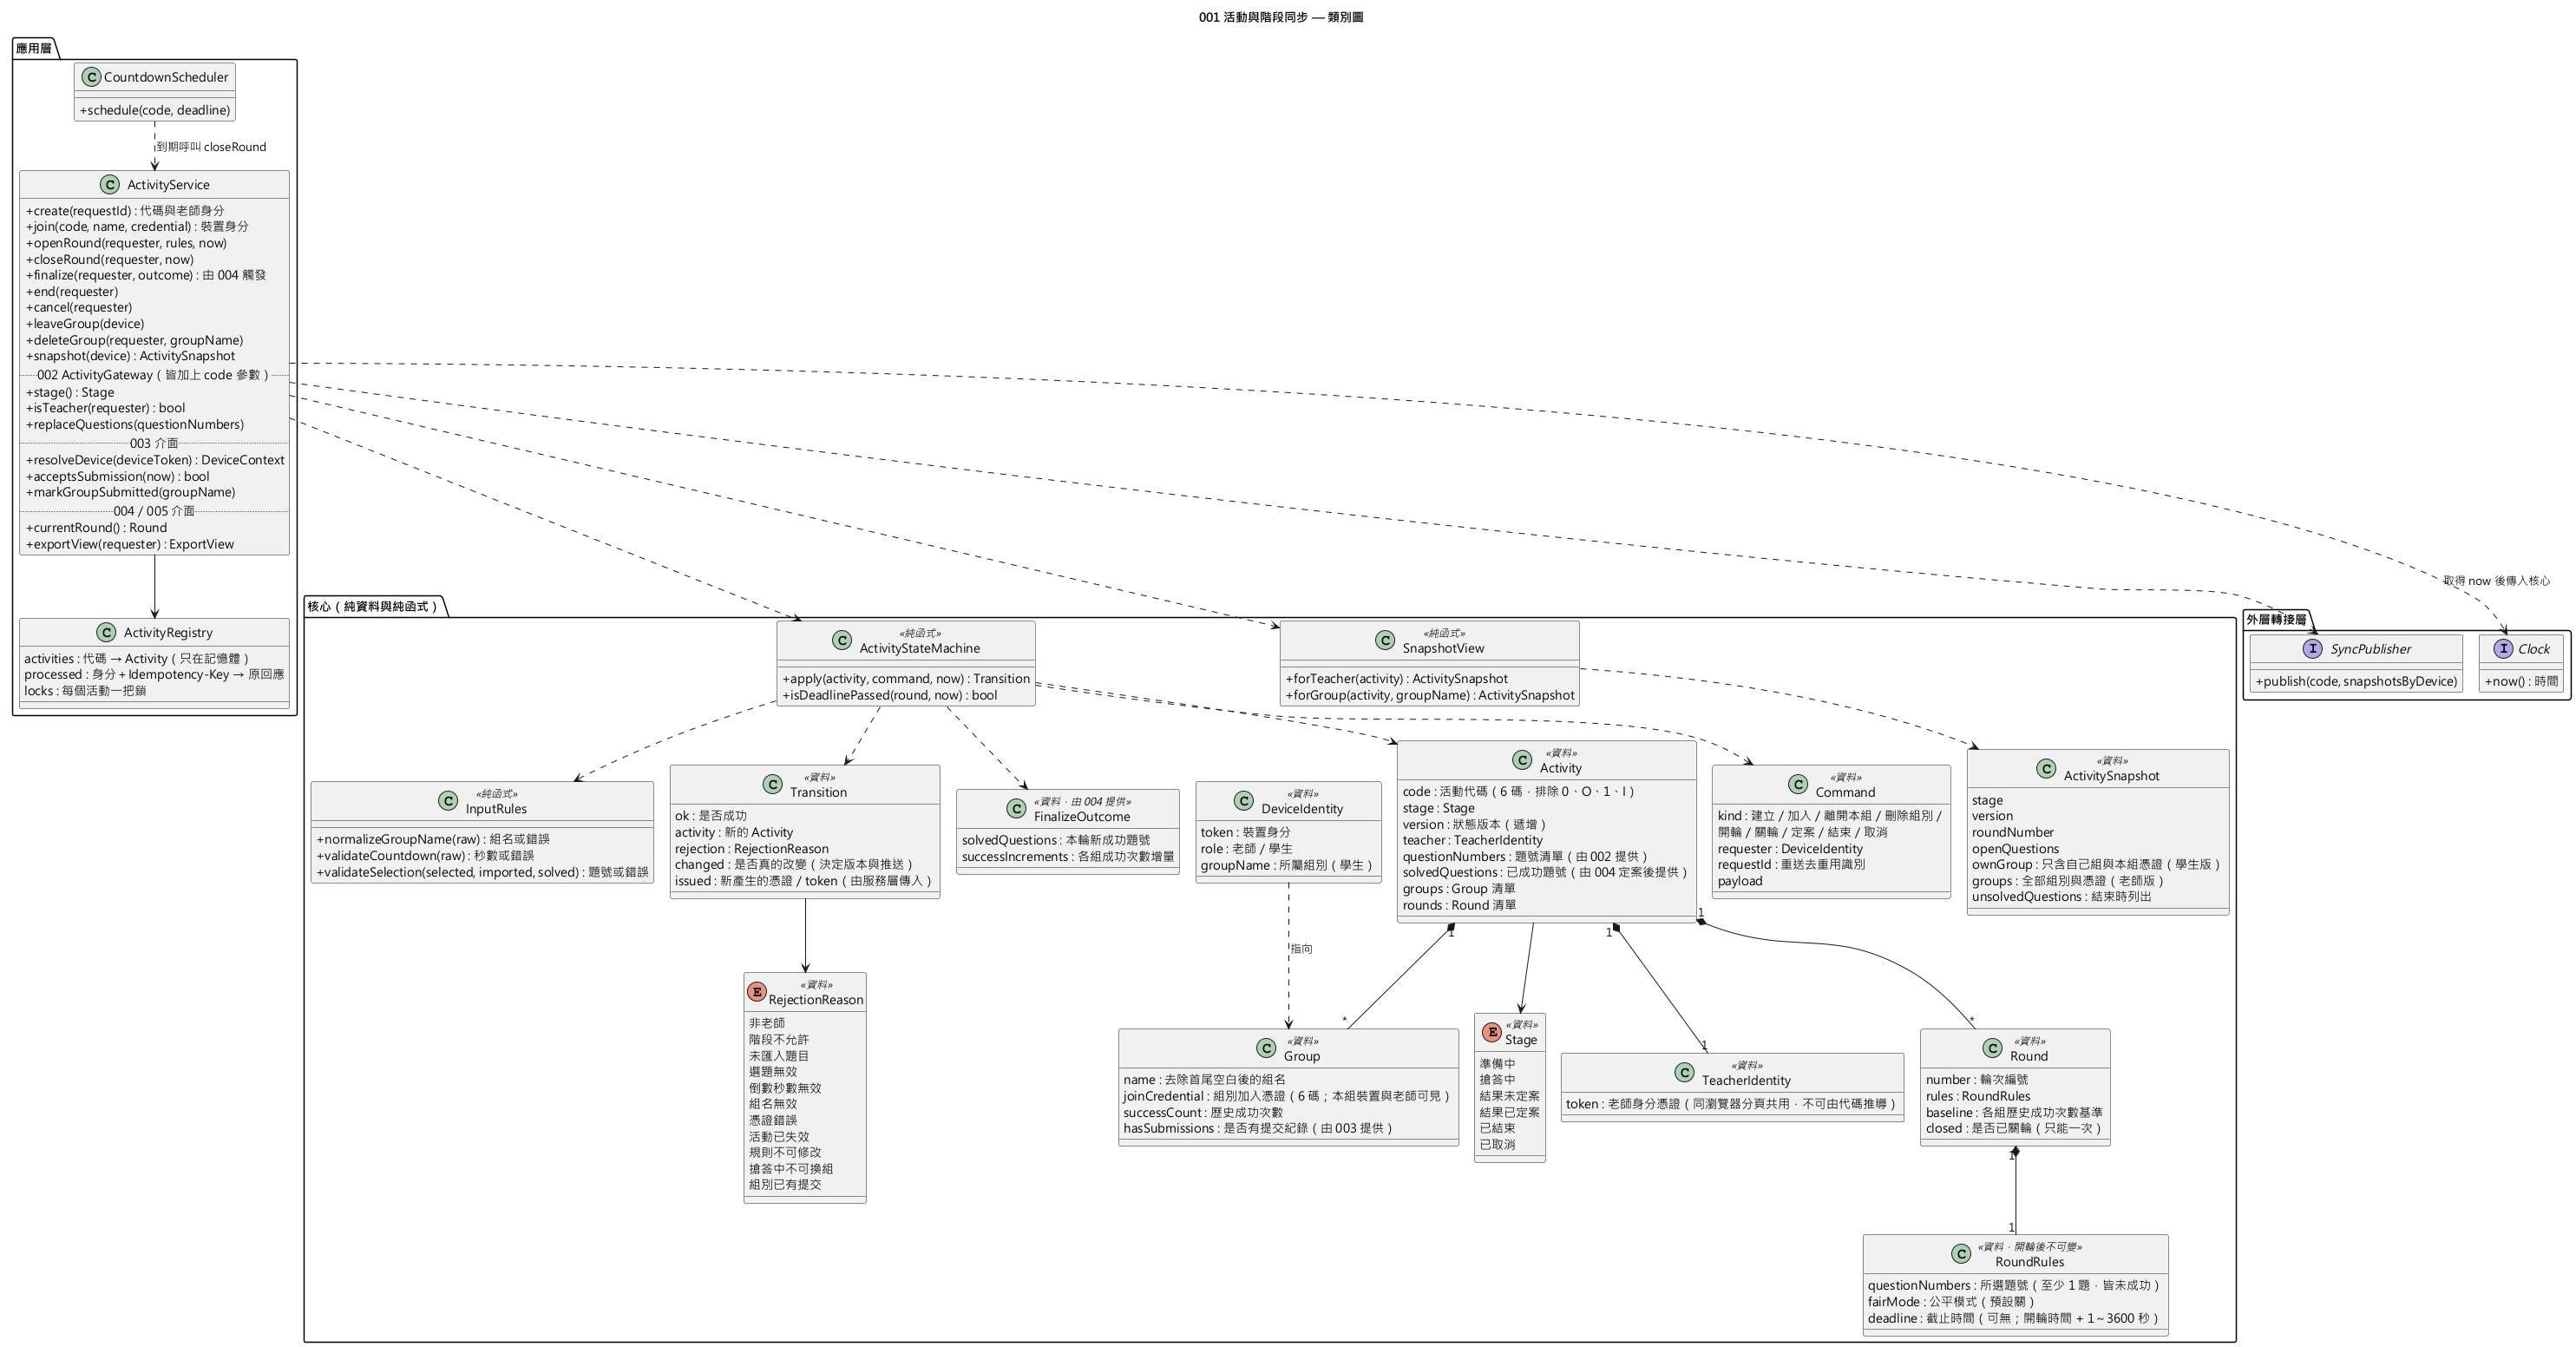 001 活動與階段同步 — 類別圖
應用層
CountdownScheduler
+schedule(code, deadline)
到期呼叫 closeRound
ActivityService
+create(requestId) : 代碼與老師身分
+join(code, name, credential) : 裝置身分
+openRound(requester, rules, now)
+closeRound(requester, now)
+finalize(requester, outcome) : 由 004 觸發
+end(requester)
+cancel(requester)
+leaveGroup(device)
+deleteGroup(requester, groupName)
+snapshot(device) : ActivitySnapshot
002 ActivityGateway（皆加上 code 參數）
+stage() : Stage
+isTeacher(requester) : bool
+replaceQuestions(questionNumbers)
003 介面
+resolveDevice(deviceToken) : DeviceContext
+acceptsSubmission(now) : bool
+markGroupSubmitted(groupName)
004 / 005 介面
+currentRound() : Round
+exportView(requester) : ExportView
ActivityRegistry
activities : 代碼 → Activity（只在記憶體）
processed : 身分 + Idempotency-Key → 原回應
locks : 每個活動一把鎖
取得 now 後傳入核心
外層轉接層
SyncPublisher
+publish(code, snapshotsByDevice)
Clock
+now() : 時間
核心（純資料與純函式）
«純函式»
ActivityStateMachine
+apply(activity, command, now) : Transition
+isDeadlinePassed(round, now) : bool
«純函式»
SnapshotView
+forTeacher(activity) : ActivitySnapshot
+forGroup(activity, groupName) : ActivitySnapshot
«純函式»
InputRules
+normalizeGroupName(raw) : 組名或錯誤
+validateCountdown(raw) : 秒數或錯誤
+validateSelection(selected, imported, solved) : 題號或錯誤
«資料»
Transition
ok : 是否成功
activity : 新的 Activity
rejection : RejectionReason
changed : 是否真的改變（決定版本與推送）
issued : 新產生的憑證 / token（由服務層傳入）
«資料，由 004 提供»
FinalizeOutcome
solvedQuestions : 本輪新成功題號
successIncrements : 各組成功次數增量
«資料»
DeviceIdentity
token : 裝置身分
role : 老師 / 學生
groupName : 所屬組別（學生）
«資料»
Activity
code : 活動代碼（6 碼，排除 0、O、1、I）
stage : Stage
version : 狀態版本（遞增）
teacher : TeacherIdentity
questionNumbers : 題號清單（由 002 提供）
solvedQuestions : 已成功題號（由 004 定案後提供）
groups : Group 清單
rounds : Round 清單
«資料»
Command
kind : 建立 / 加入 / 離開本組 / 刪除組別 /
開輪 / 關輪 / 定案 / 結束 / 取消
requester : DeviceIdentity
requestId : 重送去重用識別
payload
«資料»
ActivitySnapshot
stage
version
roundNumber
openQuestions
ownGroup : 只含自己組與本組憑證（學生版）
groups : 全部組別與憑證（老師版）
unsolvedQuestions : 結束時列出
指向
1
1
1
*
1
*
«資料»
RejectionReason
非老師
階段不允許
未匯入題目
選題無效
倒數秒數無效
組名無效
憑證錯誤
活動已失效
規則不可修改
搶答中不可換組
組別已有提交
«資料»
Group
name : 去除首尾空白後的組名
joinCredential : 組別加入憑證（6 碼；本組裝置與老師可見）
successCount : 歷史成功次數
hasSubmissions : 是否有提交紀錄（由 003 提供）
«資料»
Stage
準備中
搶答中
結果未定案
結果已定案
已結束
已取消
«資料»
TeacherIdentity
token : 老師身分憑證（同瀏覽器分頁共用，不可由代碼推導）
«資料»
Round
number : 輪次編號
rules : RoundRules
baseline : 各組歷史成功次數基準
closed : 是否已關輪（只能一次）
1
1
«資料，開輪後不可變»
RoundRules
questionNumbers : 所選題號（至少 1 題，皆未成功）
fairMode : 公平模式（預設關）
deadline : 截止時間（可無；開輪時間 + 1～3600 秒）